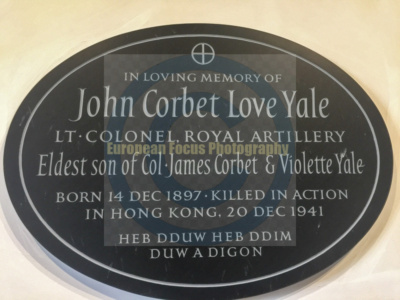 IN LOVING MEMORY OF
John Corbet Love Yale
LT·COLONEL, ROYAL ARTILLERY
European Focus Photography
Eldest son of Col·James Corbet & Violette Yale
BORN 14 DEC 1897·KILLED IN ACTION
IN HONG KONG, 20 DEC 1941
HEB DDUW HEB DDIM
DUW A DIGON